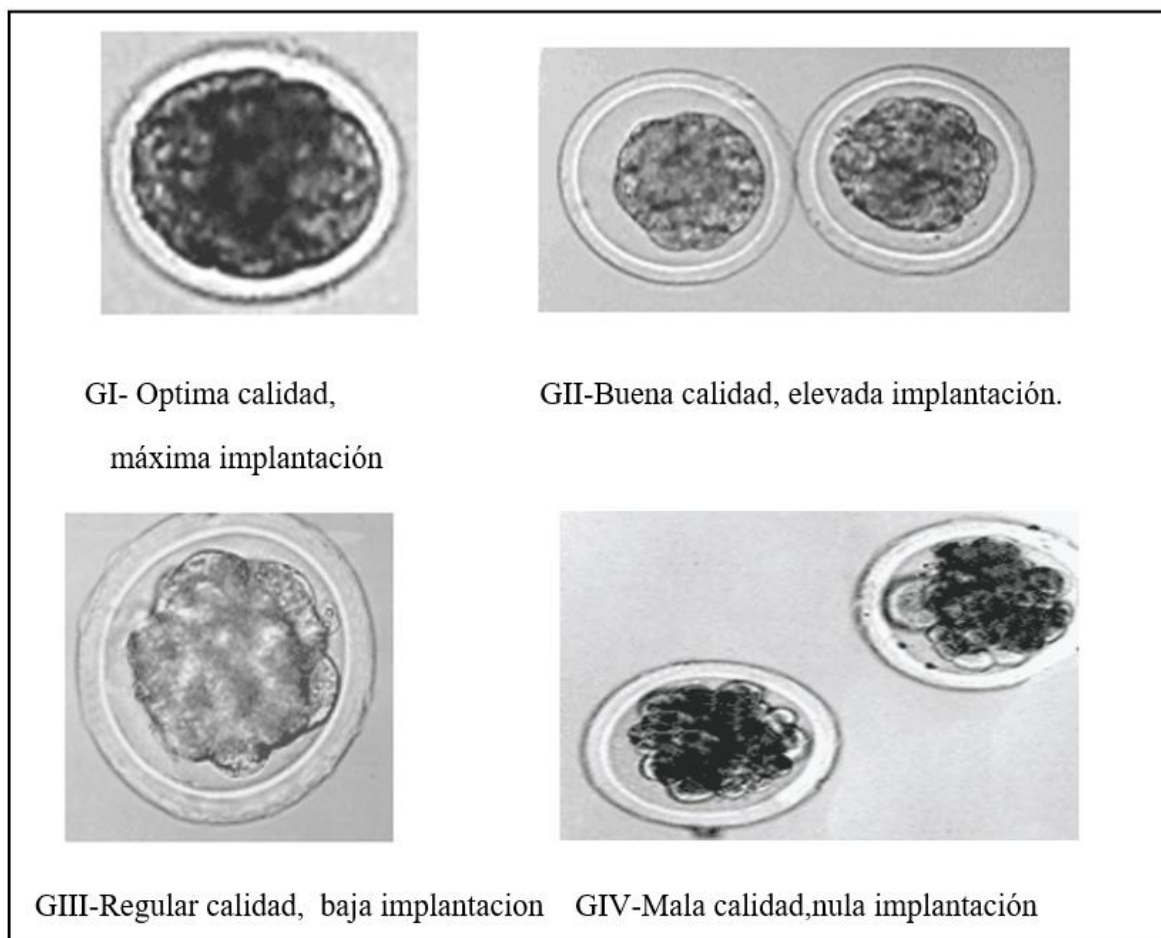 GI- Optima calidad,
máxima implantación
GII-Buena calidad, elevada implantación.
GIII-Regular calidad,  baja implantacion
GIV-Mala calidad,nula implantación